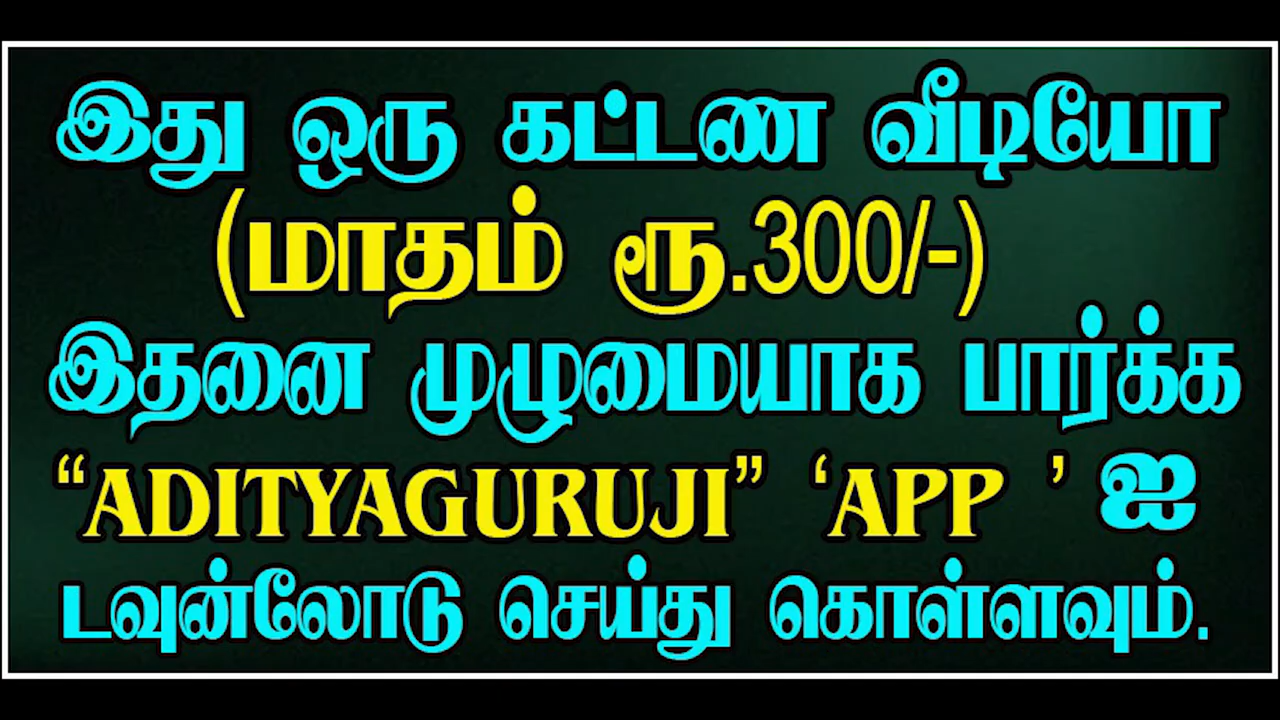 இது ஒரு கட்டண வீடியோ
(மாதம் ரூ.300/-)
இதனை முழுமையாக பார்க்க
“ADITYAGURUJI” ‘APP ’ ஐ
டவுன்லோடு செய்து கொள்ளவும்.